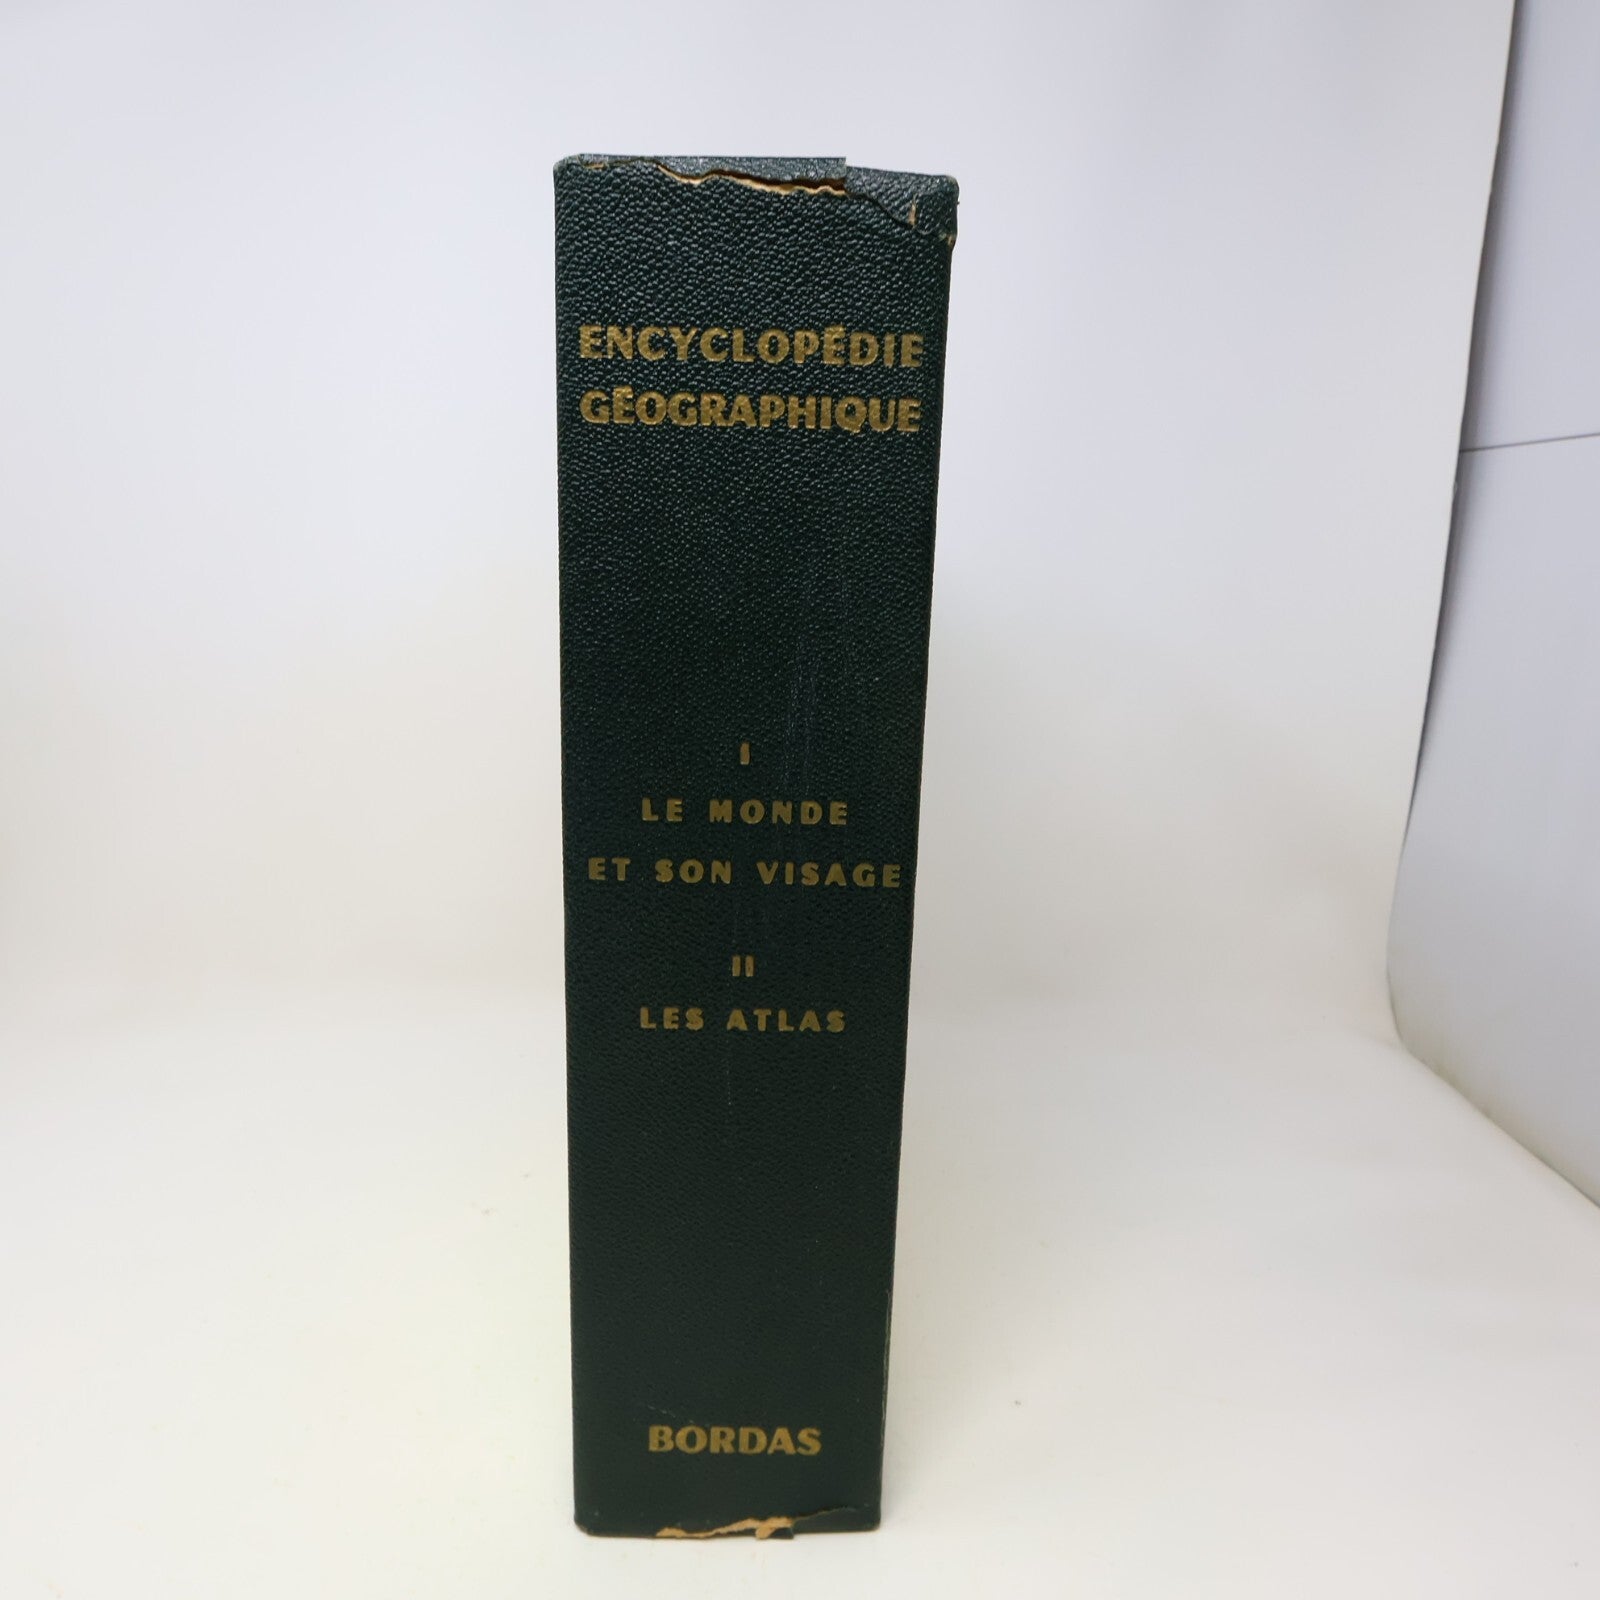 ENCYCLOPÉDIE
GÉOGRAPHIQUE
I
LE MONDE
ET SON VISAGE
II
LES ATLAS
BORDAS